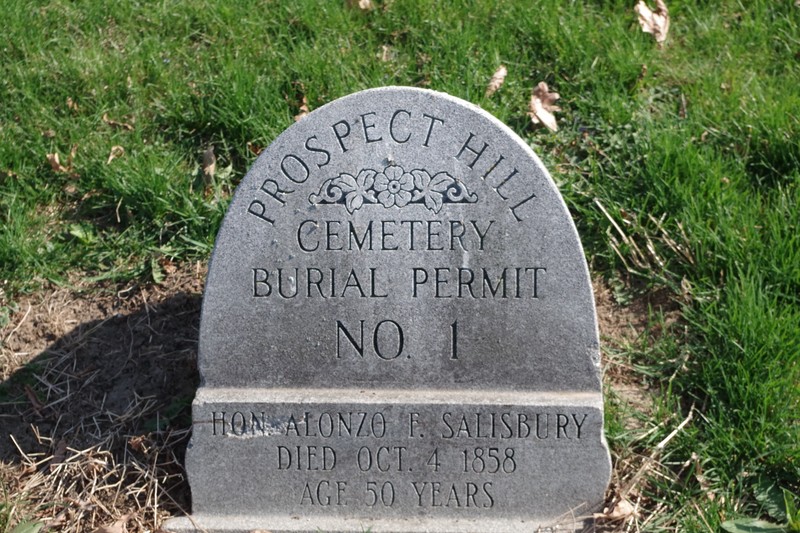 PROSPECT HILL
CEMETERY
BURIAL PERMIT
NO. 1
HON. ALONZO F. SALISBURY
DIED OCT. 4 1858
AGE 50 YEARS